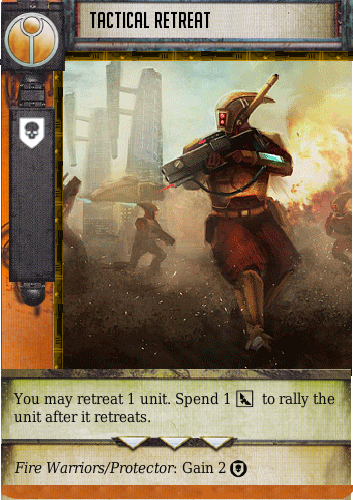 TACTICAL RETREAT
You may retreat 1 unit. Spend 1 to rally the
unit after it retreats.
Fire Warriors/Protector: Gain 2